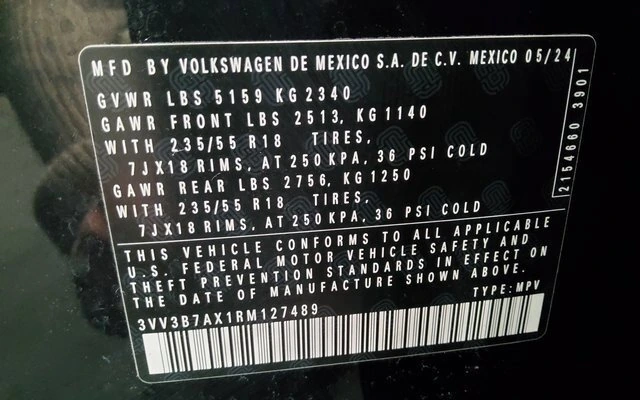 MFD BY VOLKSWAGEN DE MEXICO S.A. DE C.V. MEXICO 05/24
GVWR LBS 5159 KG 2340
GAWR FRONT LBS 2513, KG 1140
WITH 235/55 R18 TIRES,
7JX18 RIMS, AT 250 KPA, 36 PSI COLD
GAWR REAR LBS 2756, KG 1250
WITH 235/55 R18 TIRES,
7JX18 RIMS, AT 250 KPA, 36 PSI COLD
2154660 3901
THIS VEHICLE CONFORMS TO ALL APPLICABLE
U.S. FEDERAL MOTOR VEHICLE SAFETY AND
THEFT PREVENTION STANDARDS IN EFFECT ON
THE DATE OF MANUFACTURE SHOWN ABOVE.
3VV3B7AX1RM127489 TYPE: MPV